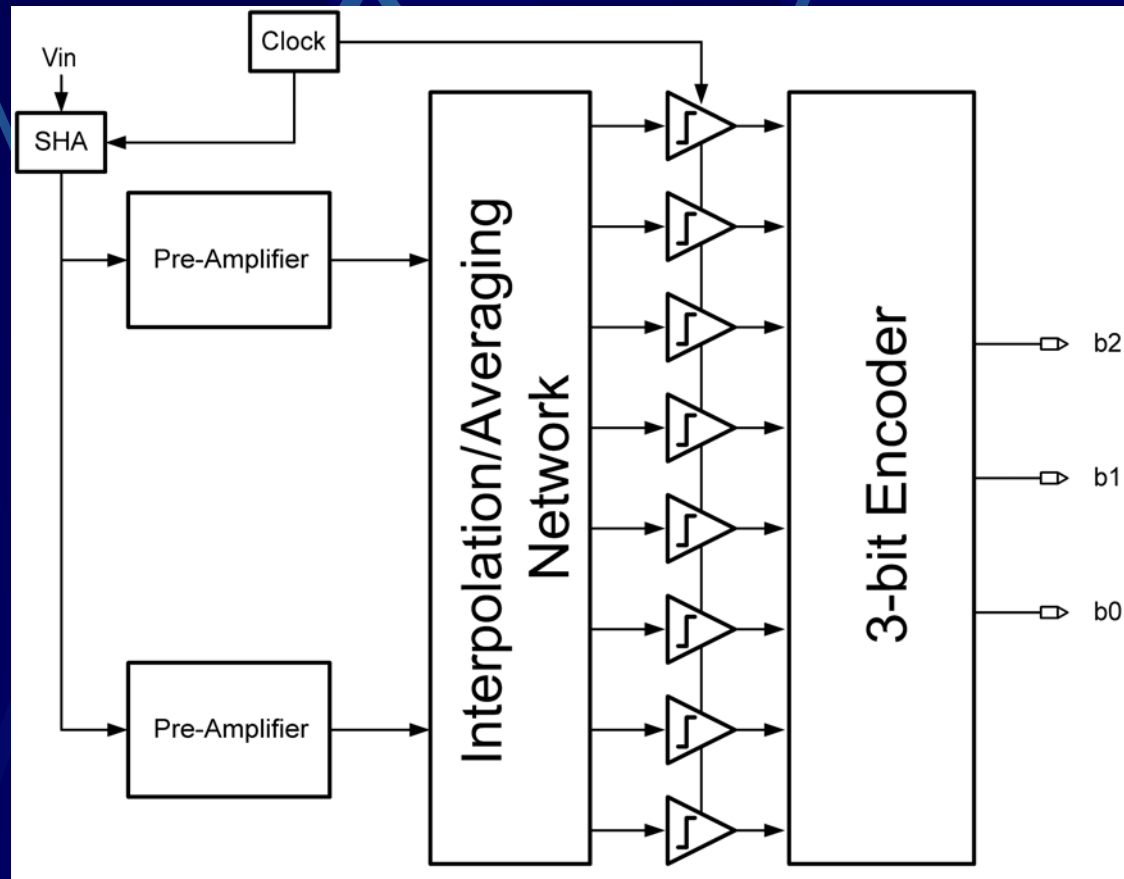 Clock
Vin
SHA
Pre-Amplifier
Pre-Amplifier
Interpolation/Averaging
Network
3-bit Encoder
b2
b1
b0